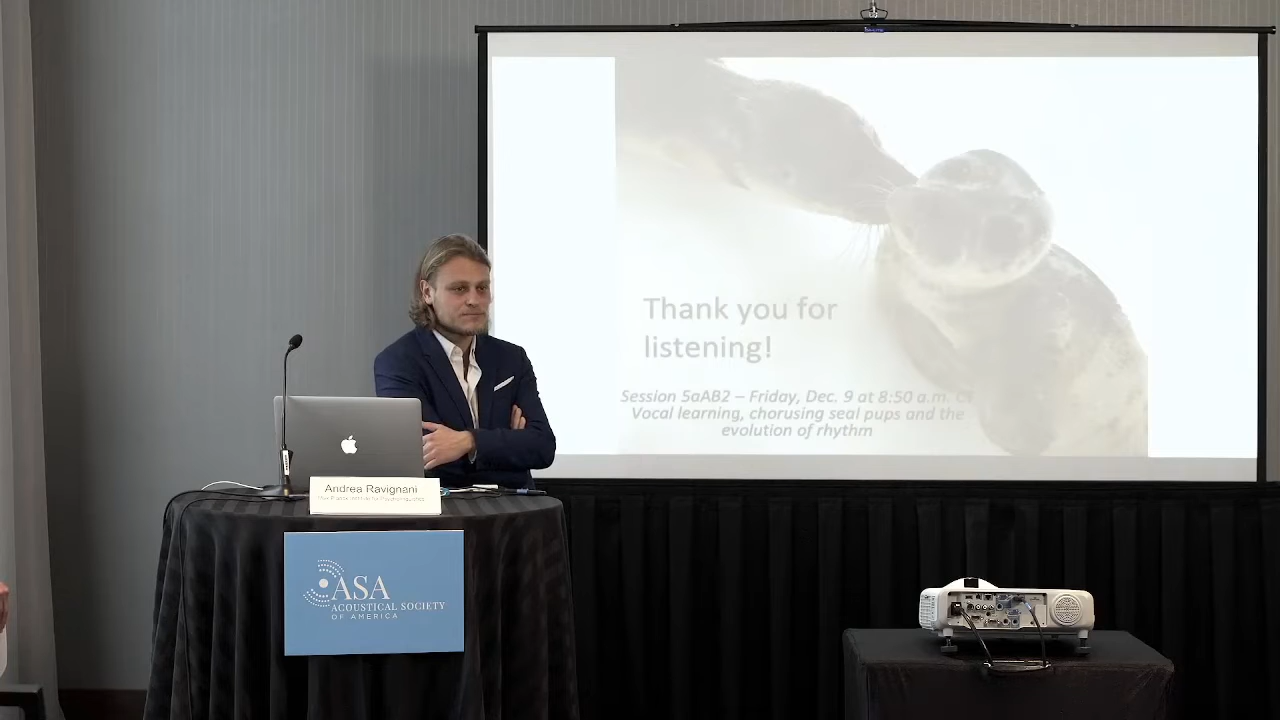 Thank you for
listening!
Session 5aAB2 – Friday, Dec. 9 at 8:50 a.m.
Vocal learning, chorusing seal pups and the
evolution of rhythm
Andrea Ravignani
ASA
ACOUSTICAL SOCIETY
OF AMERICA